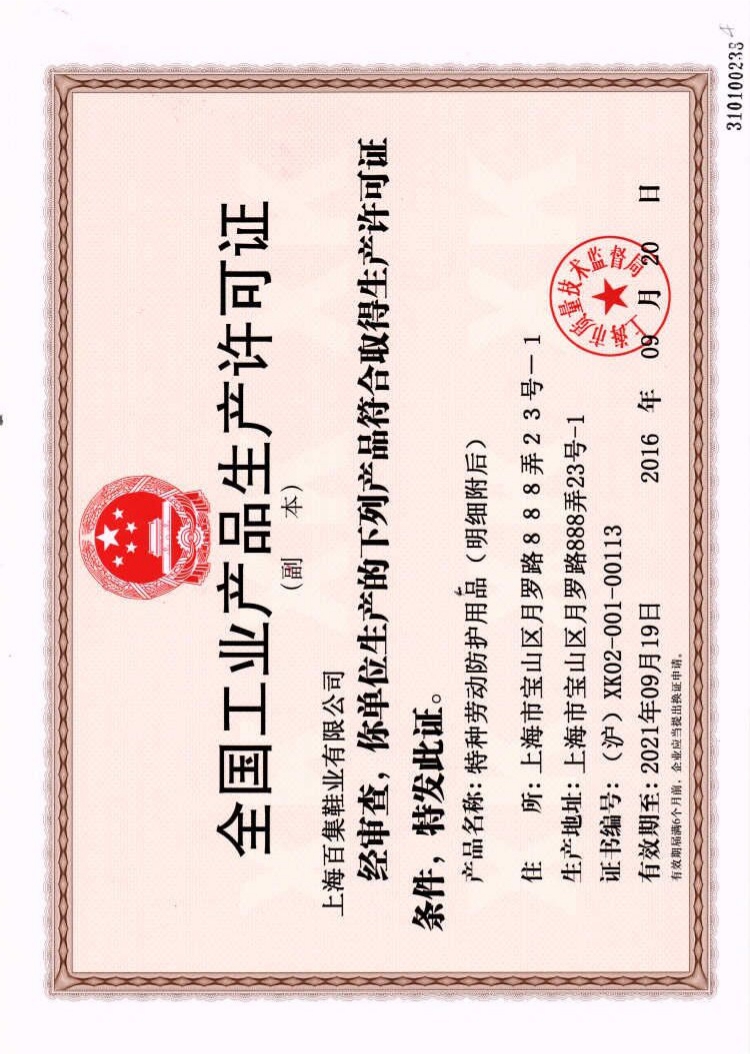 全国工业产品生产许可证
（副 本）
上海百集鞋业有限公司
经审查，你单位生产的下列产品符合取得生产许可证
条件，特发此证。
产品名称：特种劳动防护用品（明细附后）
住 所：上海市宝山区月罗路８８８弄２３号－１
生产地址：上海市宝山区月罗路888弄23号-1
证书编号：（沪）XK02-001-00113
有效期至：2021年09月19日
2016 年 09 月 20 日
上海市质量技术监督局
有效期届满6个月前，企业应当提出换证申请。
310100238